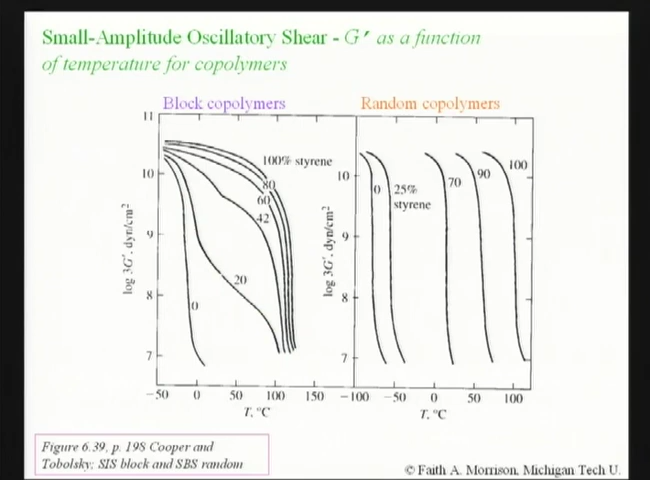 Small-Amplitude Oscillatory Shear - G′ as a function
of temperature for copolymers
Block copolymers
Random copolymers
11
10
9
8
7
log 3G′, dyn/cm²
100% styrene
80
60
42
20
0
−50 0 50 100 150
T, °C
10
9
8
7
log 3G′, dyn/cm²
0
25%
styrene
70
90
100
−100 −50 0 50 100
T, °C
Figure 6.39, p. 198 Cooper and
Tobolsky; SIS block and SBS random
© Faith A. Morrison, Michigan Tech U.